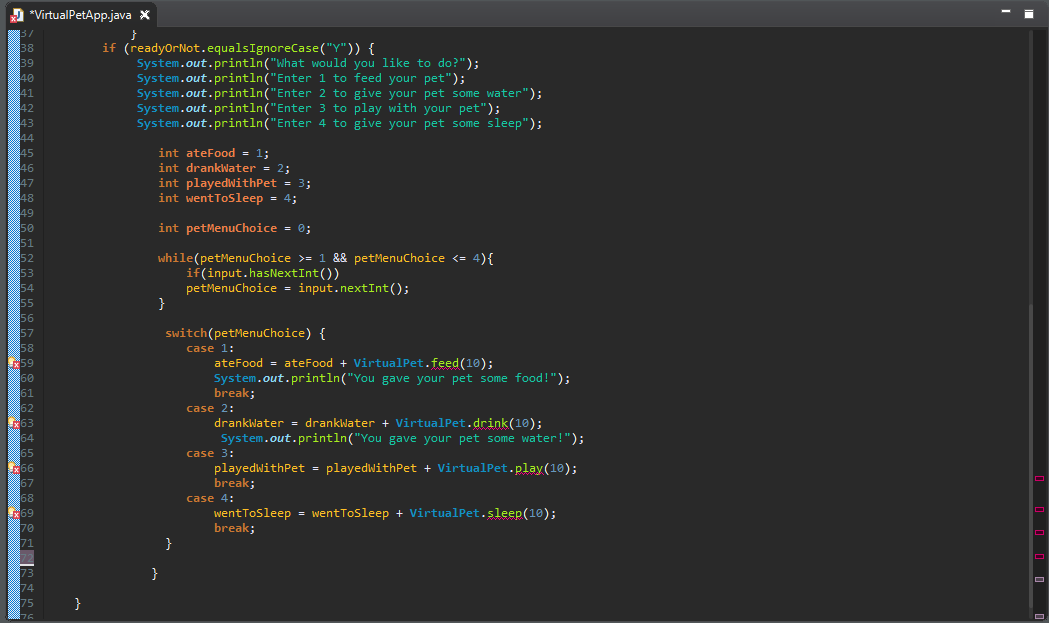 *VirtualPetApp.java
37 }
38 if (readyOrNot.equalsIgnoreCase("Y")) {
39 System.out.println("What would you like to do?");
40 System.out.println("Enter 1 to feed your pet");
41 System.out.println("Enter 2 to give your pet some water");
42 System.out.println("Enter 3 to play with your pet");
43 System.out.println("Enter 4 to give your pet some sleep");
44
45 int ateFood = 1;
46 int drankWater = 2;
47 int playedWithPet = 3;
48 int wentToSleep = 4;
49
50 int petMenuChoice = 0;
51
52 while(petMenuChoice >= 1 && petMenuChoice <= 4){
53 if(input.hasNextInt())
54 petMenuChoice = input.nextInt();
55 }
56
57 switch(petMenuChoice) {
58 case 1:
59 ateFood = ateFood + VirtualPet.feed(10);
60 System.out.println("You gave your pet some food!");
61 break;
62 case 2:
63 drankWater = drankWater + VirtualPet.drink(10);
64 System.out.println("You gave your pet some water!");
65 case 3:
66 playedWithPet = playedWithPet + VirtualPet.play(10);
67 break;
68 case 4:
69 wentToSleep = wentToSleep + VirtualPet.sleep(10);
70 break;
71 }
72
73 }
74
75 }
76